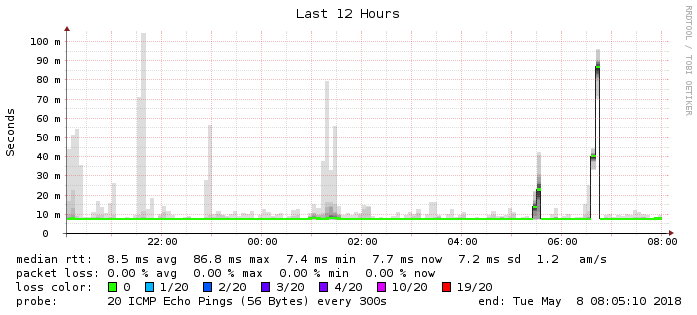 Last 12 Hours
RRDTOOL / TOBI OETIKER
Seconds
100 m
90 m
80 m
70 m
60 m
50 m
40 m
30 m
20 m
10 m
0
22:00 00:00 02:00 04:00 06:00 08:00
median rtt: 8.5 ms avg 86.8 ms max 7.4 ms min 7.7 ms now 7.2 ms sd 1.2 am/s
packet loss: 0.00 % avg 0.00 % max 0.00 % min 0.00 % now
loss color: 0 1/20 2/20 3/20 4/20 10/20 19/20
probe: 20 ICMP Echo Pings (56 Bytes) every 300s end: Tue May 8 08:05:10 2018